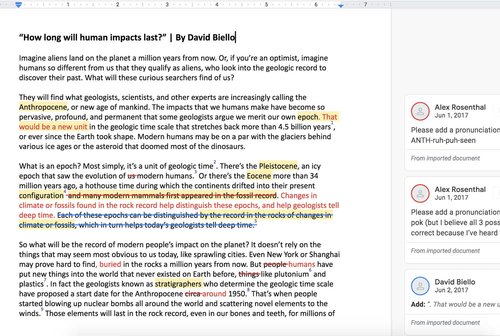 1 2 3 4 5 6 7
“How long will human impacts last?” | By David Biello
Imagine aliens land on the planet a million years from now. Or, if you’re an optimist, imagine
humans so different from us that they qualify as aliens, who look into the geologic record to
discover their past. What will these curious searchers find of us?
They will find what geologists, scientists, and other experts are increasingly calling the
Anthropocene, or new age of mankind. The impacts that we humans make have become so
pervasive, profound, and permanent that some geologists argue we merit our own epoch. That
would be a new unit in the geologic time scale that stretches back more than 4.5 billion years,
or ever since the Earth took shape. Modern humans may be on a par with the glaciers behind
various ice ages or the asteroid that doomed most of the dinosaurs.
What is an epoch? Most simply, it’s a unit of geologic time. There’s the Pleistocene, an icy
epoch that saw the evolution of us modern humans. Or there’s the Eocene more than 34
million years ago, a hothouse time during which the continents drifted into their present
configuration and many modern mammals first appeared in the fossil record. Changes in
climate or fossils found in the rock record help distinguish these epochs, and help geologists tell
deep time. Each of these epochs can be distinguished by the record in the rocks of changes in
climate or fossils, which in turn helps today’s geologists tell deep time.
So what will be the record of modern people’s impact on the planet? It doesn’t rely on the
things that may seem most obvious to us today, like sprawling cities. Even New York or Shanghai
may prove hard to find, buried in the rocks a million years from now. But people humans have
put new things into the world that never existed on Earth before, things like plutonium
and plastics. In fact the geologists known as stratigraphers who determine the geologic time scale
have proposed a start date for the Anthropocene circa around 1950. That’s when people
started blowing up nuclear bombs all around the world and scattering novel elements to the
winds. Those elements will last in the rock record, even in our bones and teeth, for millions of
Alex Rosenthal
Jun 1, 2017
Please add a pronunciation
ANTH-ruh-puh-seen
From imported document
Alex Rosenthal
Jun 1, 2017
Please add a pronunciation
pok (but I believe all 3 poss
correct because I've heard
From imported document
David Biello
Jun 2, 2017
Add: “. That would be a new u
From imported document